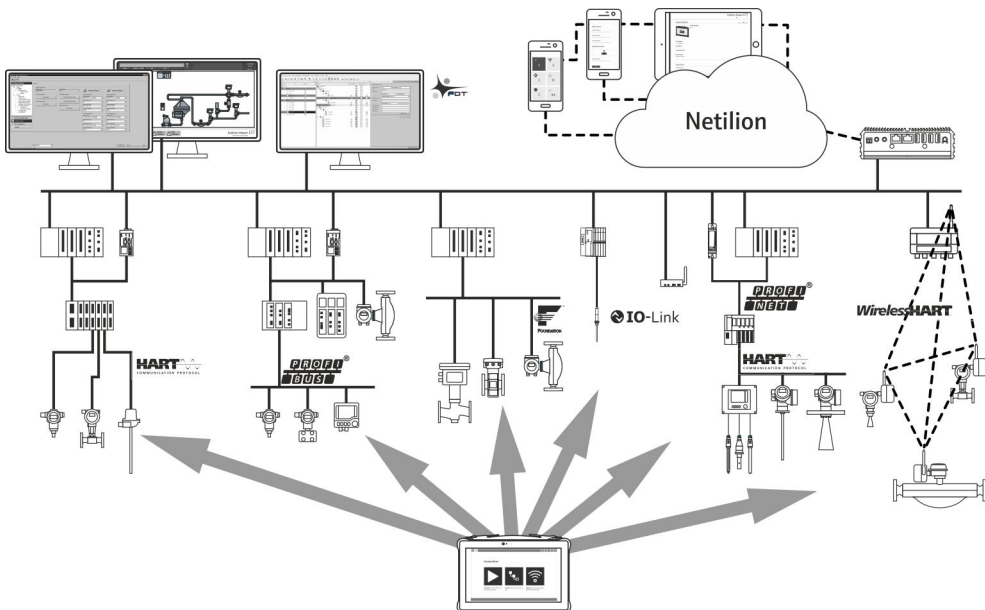 FDT
Netilion
HART
COMMUNICATION PROTOCOL
PROFI®
BUS
FOUNDATION
IO-Link
PROFI®
NET
HART
COMMUNICATION PROTOCOL
WirelessHART